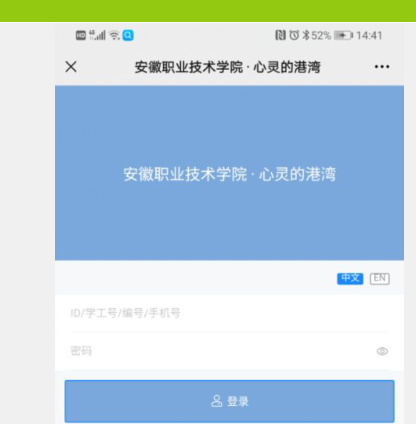 HD 4G 52% 14:41
安徽职业技术学院 · 心灵的港湾
安徽职业技术学院 · 心灵的港湾
中文 EN
ID/学工号/编号/手机号
密码
登录